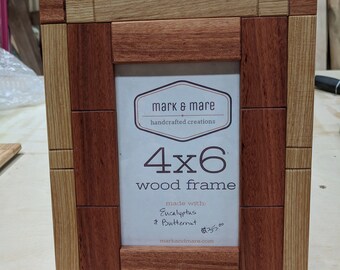 mark & mare
handcrafted creations
4x6
wood frame
made with:
Eucalyptus
& Butternut